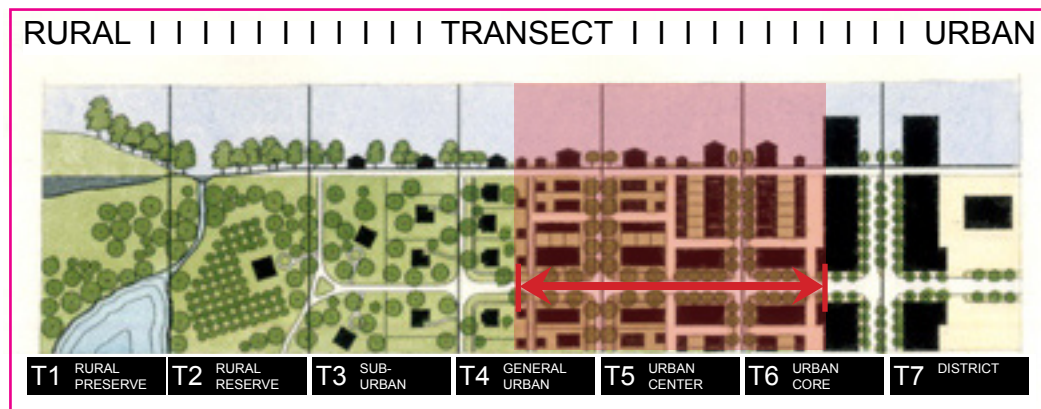 RURAL I I I I I I I I I I I TRANSECT I I I I I I I I I I I URBAN
T1 RURAL PRESERVE
T2 RURAL RESERVE
T3 SUB-URBAN
T4 GENERAL URBAN
T5 URBAN CENTER
T6 URBAN CORE
T7 DISTRICT